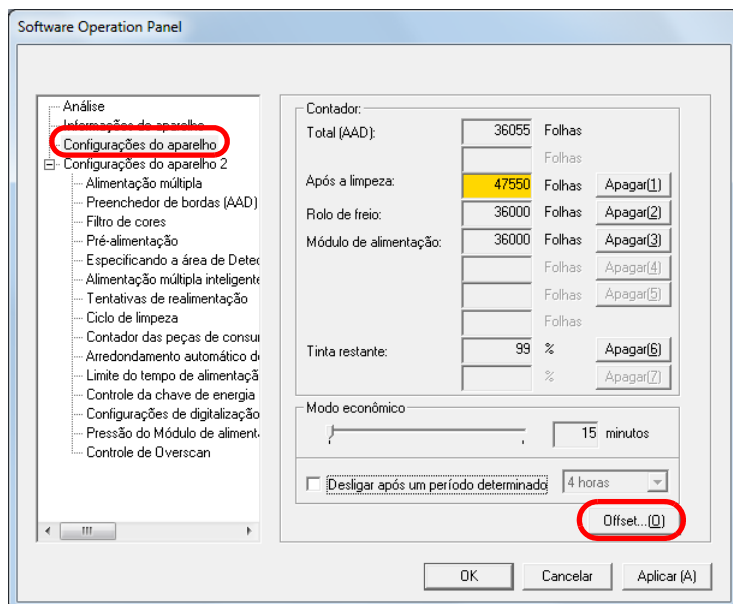 Software Operation Panel
Análise
Informações do aparelho
Configurações do aparelho
Configurações do aparelho 2
Alimentação múltipla
Preenchedor de bordas (AAD)
Filtro de cores
Pré-alimentação
Especificando a área de Detec
Alimentação múltipla inteligente
Tentativas de realimentação
Ciclo de limpeza
Contador das peças de consui
Arredondamento automático d
Limite do tempo de alimentaçã
Controle da chave de energia
Configurações de digitalização
Pressão do Módulo de aliment
Controle de Overscan
Contador:
Total (AAD): 36055 Folhas
Folhas
Após a limpeza: 47550 Folhas Apagar(1)
Rolo de freio: 36000 Folhas Apagar(2)
Módulo de alimentação: 36000 Folhas Apagar(3)
Folhas Apagar(4)
Folhas Apagar(5)
Folhas
Tinta restante: 99 % Apagar(6)
% Apagar(7)
Modo econômico
15 minutos
Desligar após um período determinado 4 horas
Offset...(O)
OK Cancelar Aplicar (A)